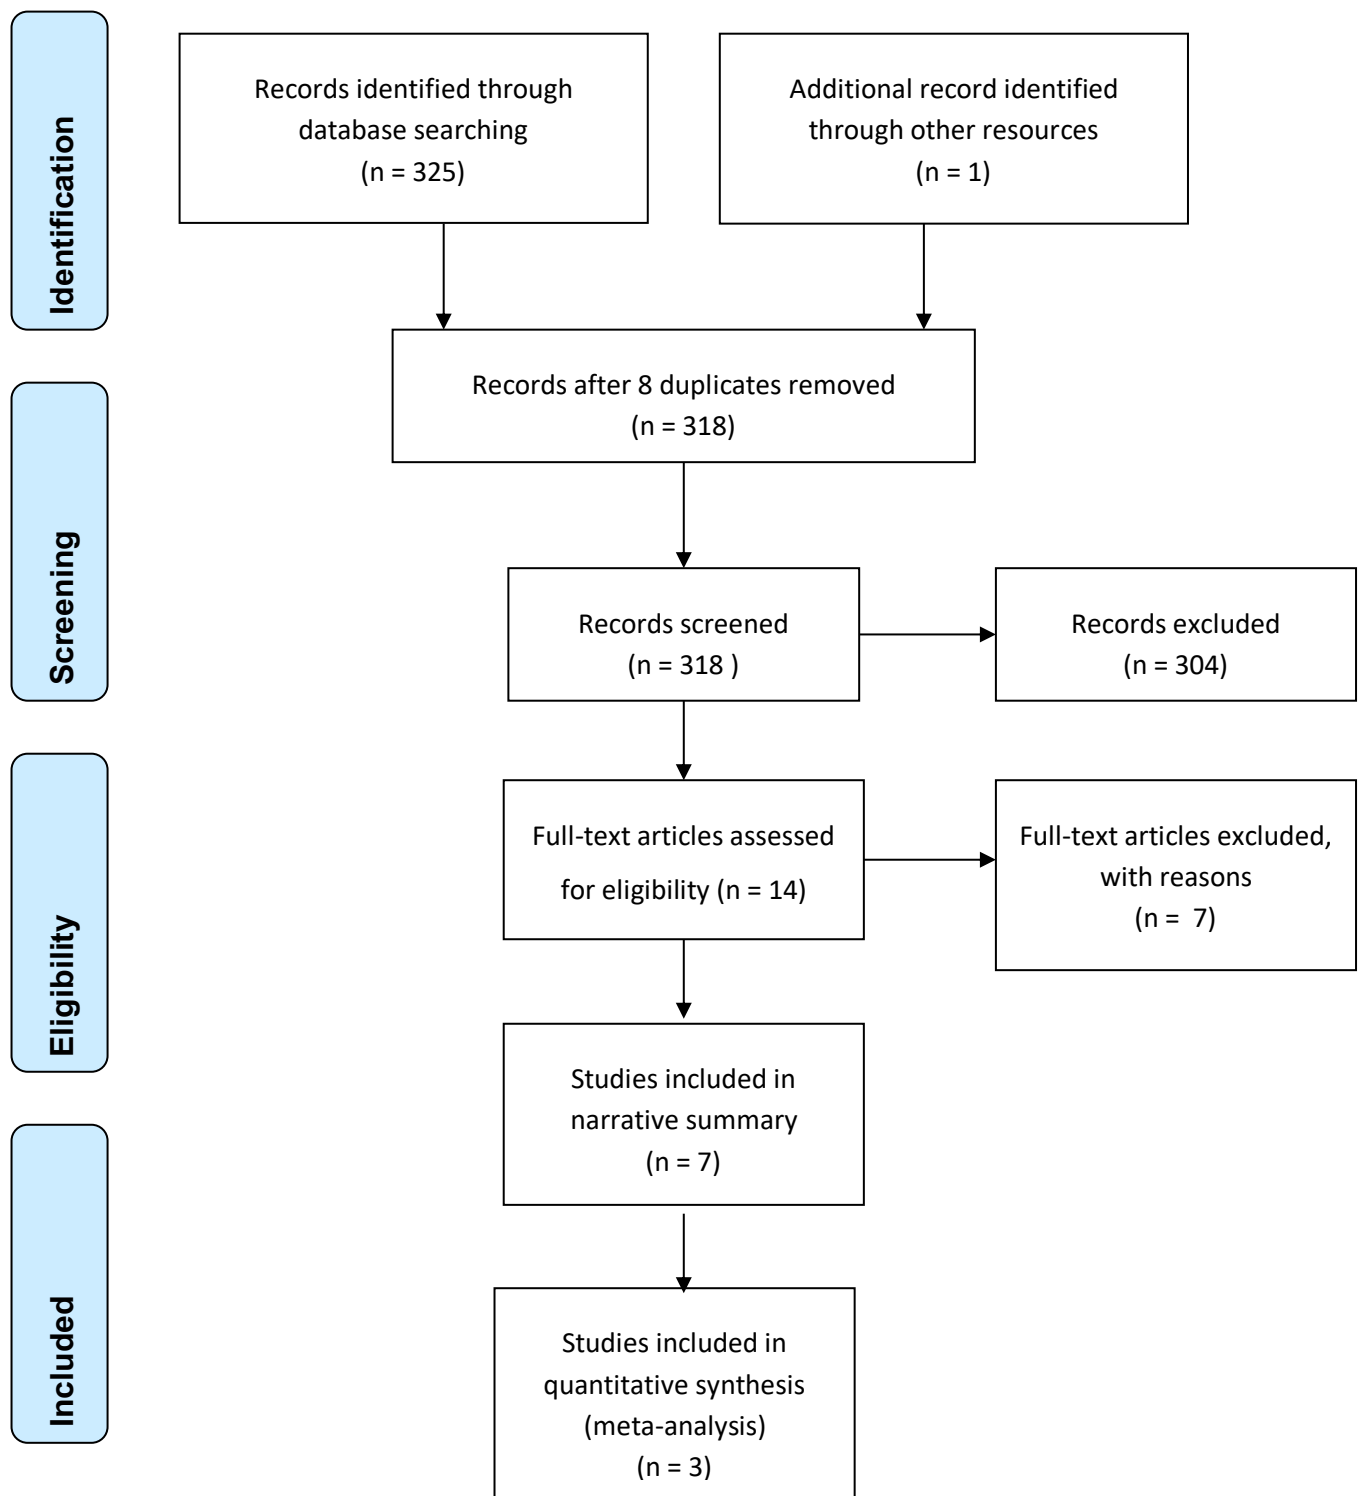 Identification
Records identified through
database searching
(n = 325)
Additional record identified
through other resources
(n = 1)
Records after 8 duplicates removed
(n = 318)
Screening
Records screened
(n = 318 )
Records excluded
(n = 304)
Eligibility
Full-text articles assessed
for eligibility (n = 14)
Full-text articles excluded,
with reasons
(n =  7)
Studies included in
narrative summary
(n = 7)
Included
Studies included in
quantitative synthesis
(meta-analysis)
(n = 3)